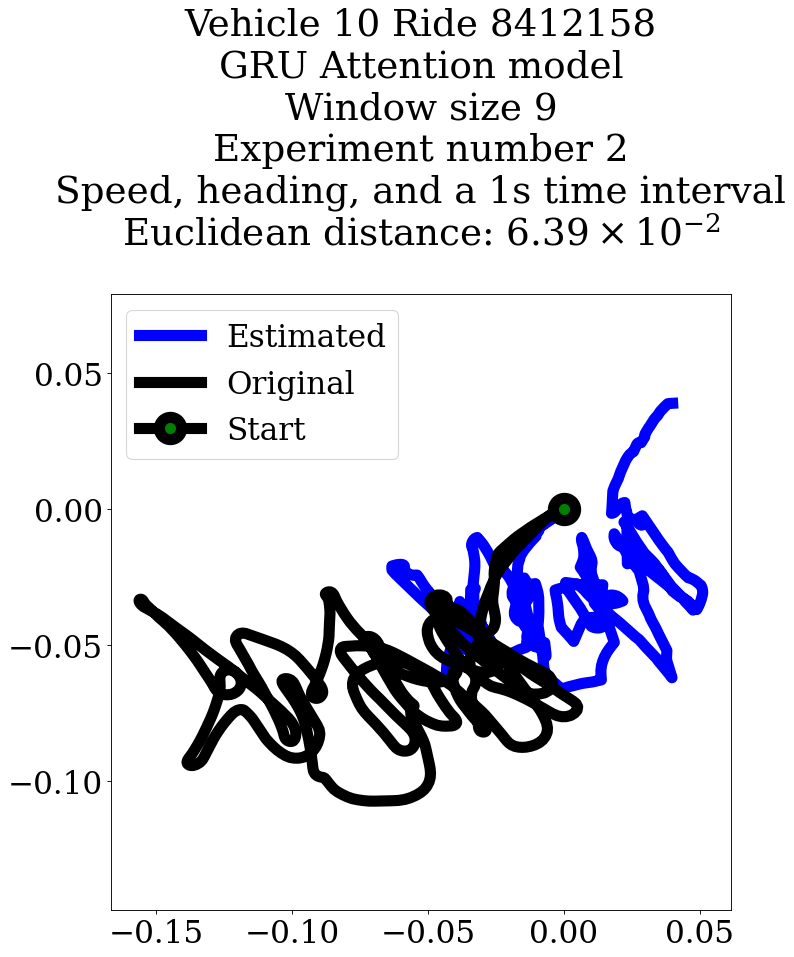 Vehicle 10 Ride 8412158
GRU Attention model
Window size 9
Experiment number 2
Speed, heading, and a 1s time interval
Euclidean distance: 6.39 × 10⁻²
Estimated
Original
Start
0.05
0.00
−0.05
−0.10
−0.15 −0.10 −0.05 0.00 0.05